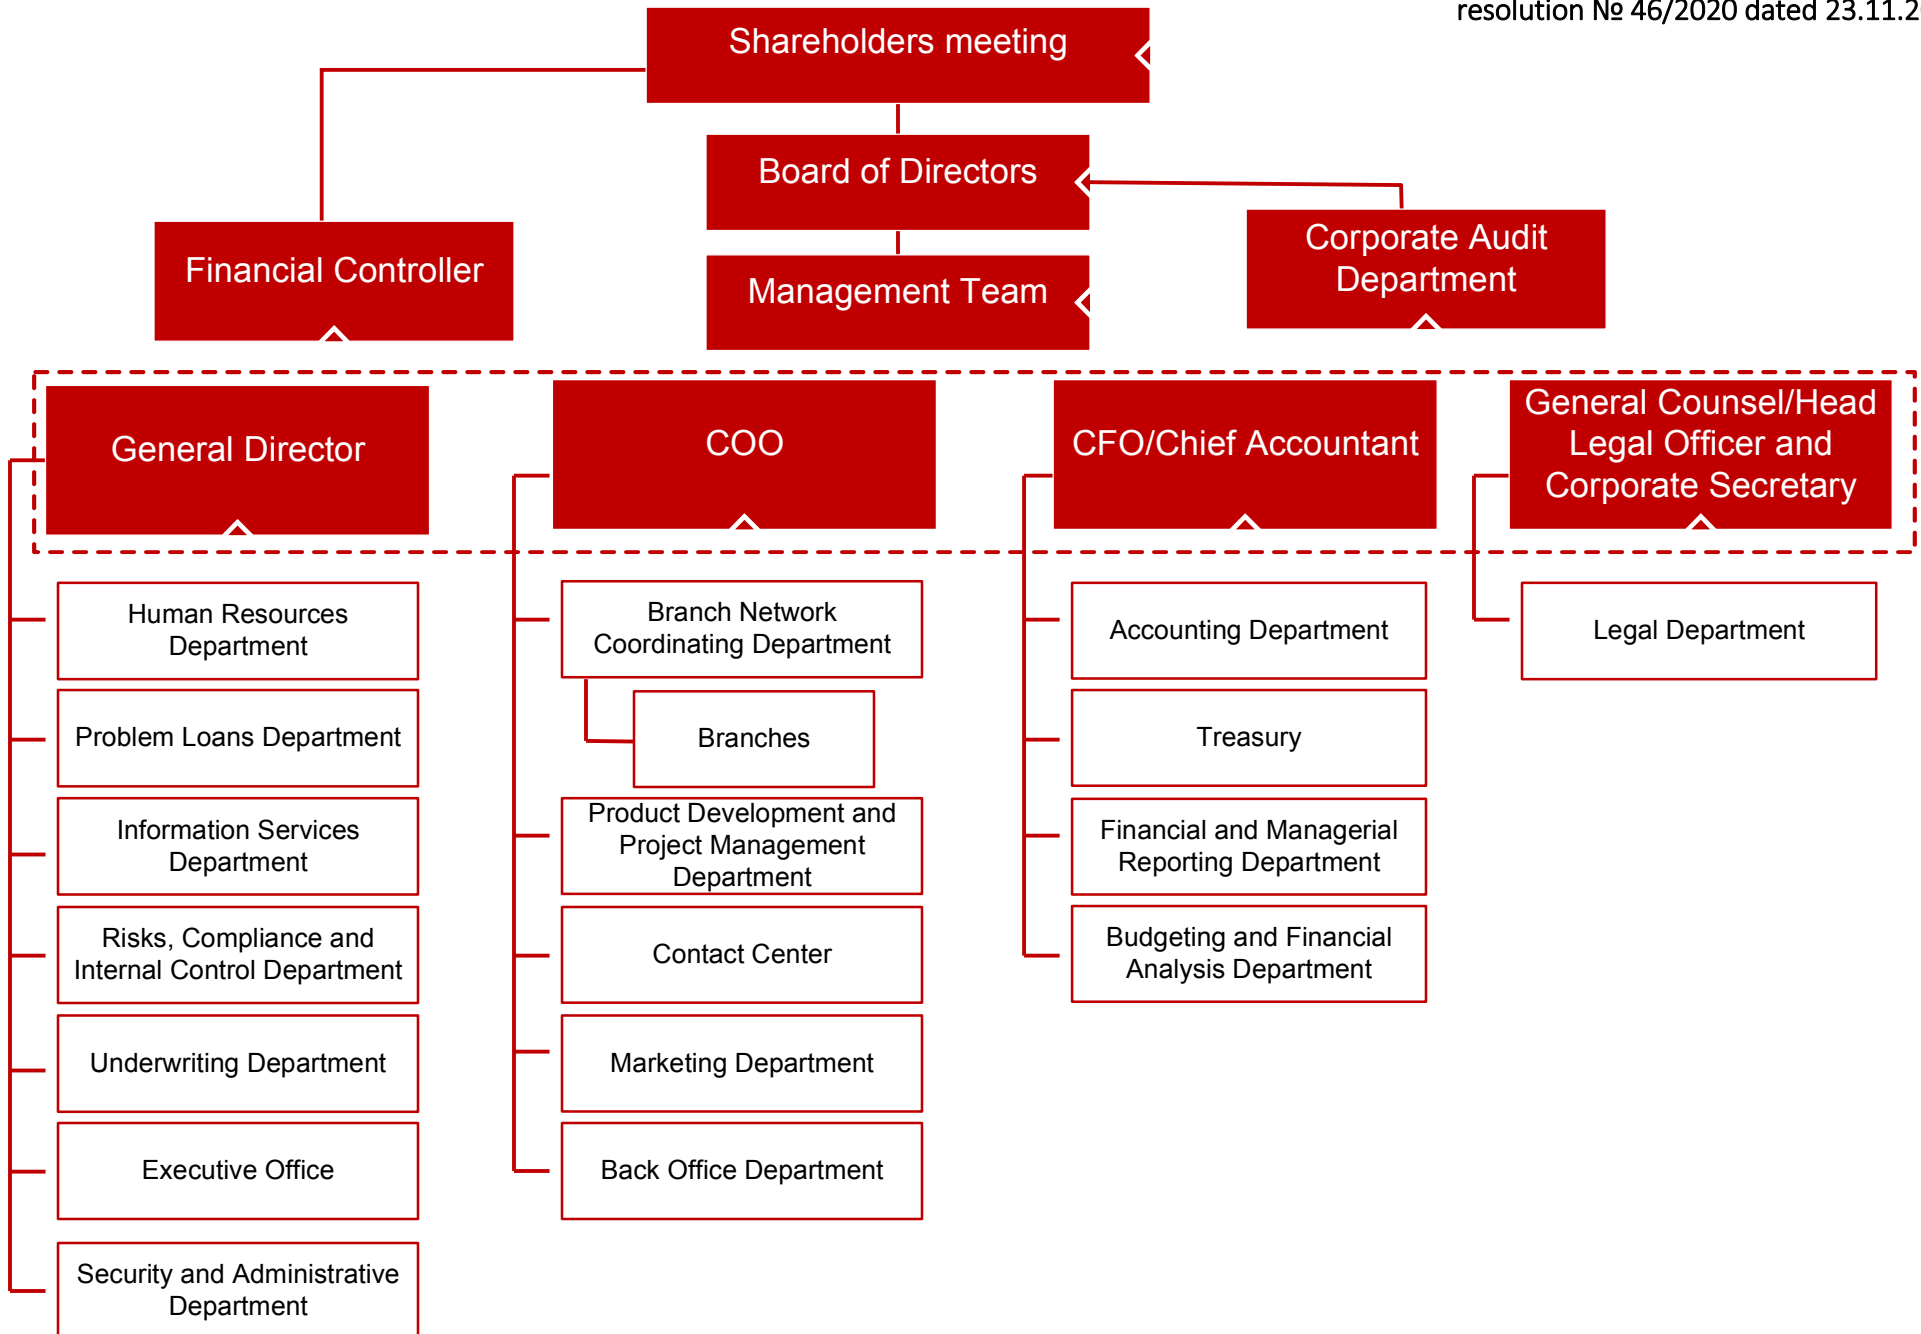 resolution № 46/2020 dated 23.11.2
Shareholders meeting
Board of Directors
Financial Controller
Management Team
Corporate Audit
Department
General Director
COO
CFO/Chief Accountant
General Counsel/Head
Legal Officer and
Corporate Secretary
Human Resources
Department
Problem Loans Department
Information Services
Department
Risks, Compliance and
Internal Control Department
Underwriting Department
Executive Office
Security and Administrative
Department
Branch Network
Coordinating Department
Branches
Product Development and
Project Management
Department
Contact Center
Marketing Department
Back Office Department
Accounting Department
Treasury
Financial and Managerial
Reporting Department
Budgeting and Financial
Analysis Department
Legal Department